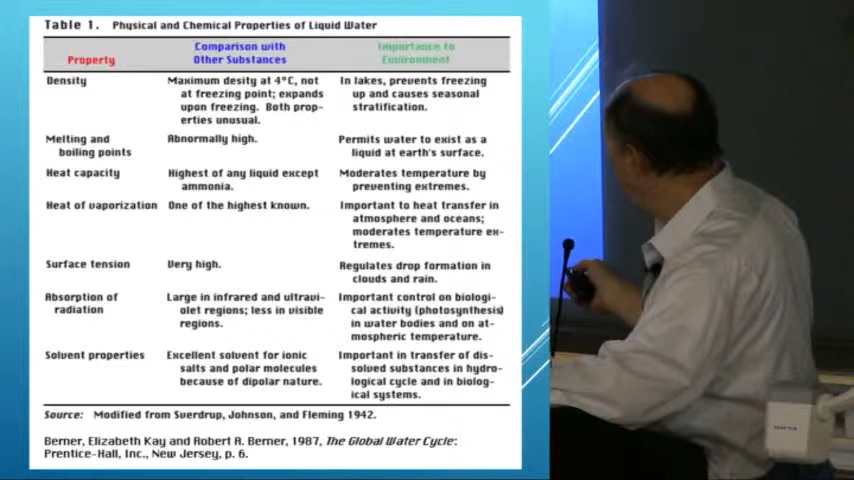 Table 1. Physical and Chemical Properties of Liquid Water
Property
Comparison with
Other Substances
Importance to
Environment
Density
Maximum desity at 4°C, not
at freezing point; expands
upon freezing. Both prop-
erties unusual.
In lakes, prevents freezing
up and causes seasonal
stratification.
Melting and
boiling points
Abnormally high.
Permits water to exist as a
liquid at earth's surface.
Heat capacity
Highest of any liquid except
ammonia.
Moderates temperature by
preventing extremes.
Heat of vaporization
One of the highest known.
Important to heat transfer in
atmosphere and oceans;
moderates temperature ex-
tremes.
Surface tension
Very high.
Regulates drop formation in
clouds and rain.
Absorption of
radiation
Large in infrared and ultravi-
olet regions; less in visible
regions.
Important control on biologi-
cal activity (photosynthesis)
in water bodies and on at-
mospheric temperature.
Solvent properties
Excellent solvent for ionic
salts and polar molecules
because of dipolar nature.
Important in transfer of dis-
solved substances in hydro-
logical cycle and in biolog-
ical systems.
Source: Modified from Sverdrup, Johnson, and Fleming 1942.
Berner, Elizabeth Kay and Robert A. Berner, 1987, The Global Water Cycle:
Prentice-Hall, Inc., New Jersey, p. 6.